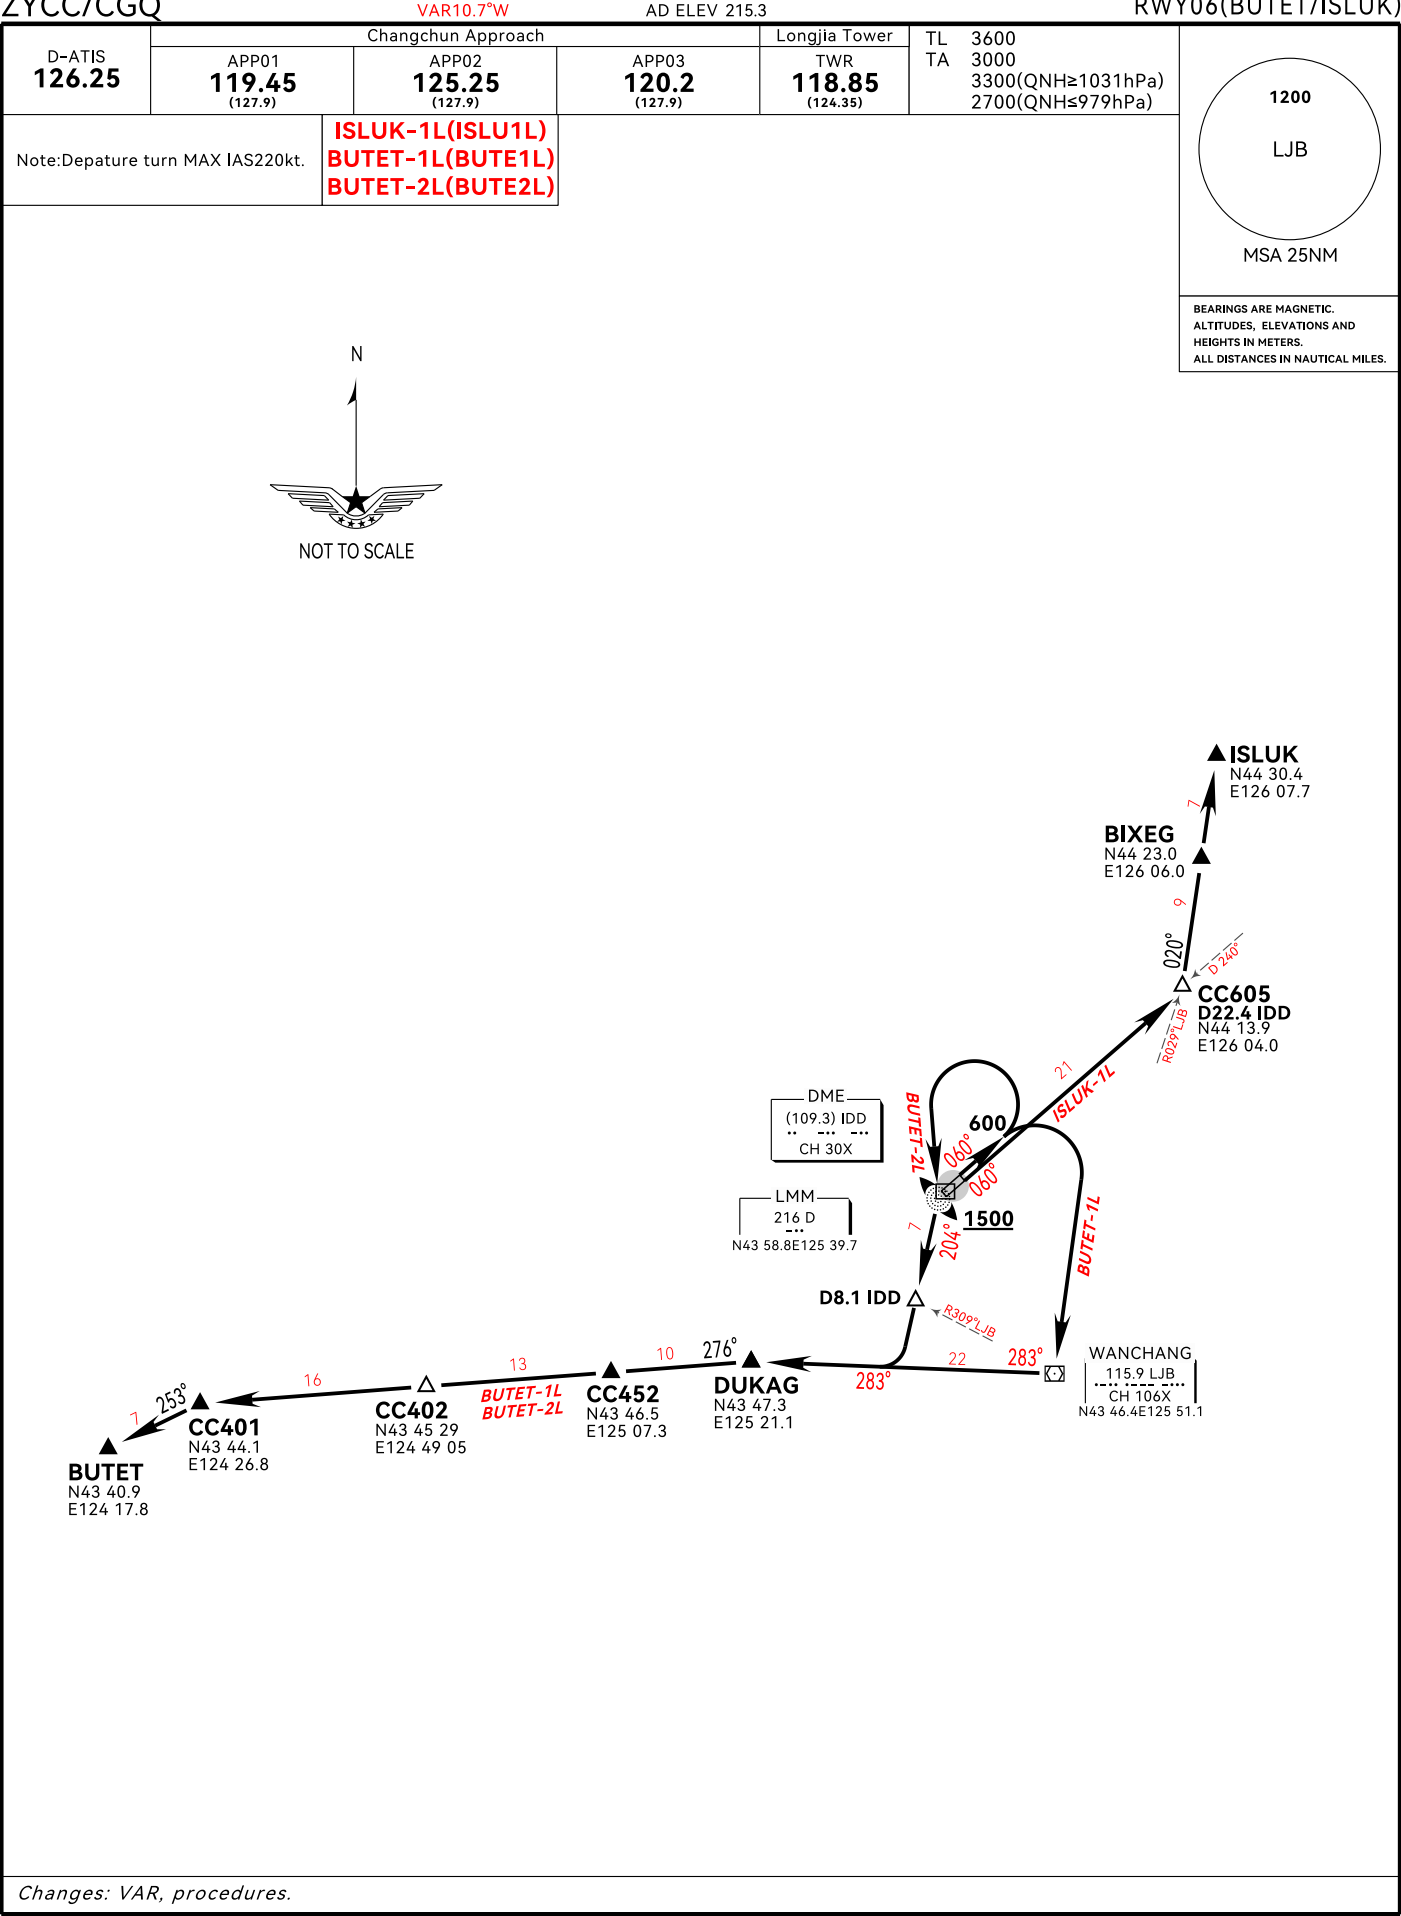 ZYCC/CGQ
VAR10.7°W
AD ELEV 215.3
RWY06(BUTET/ISLUK)
D-ATIS
126.25
Changchun Approach
APP01
119.45
(127.9)
APP02
125.25
(127.9)
APP03
120.2
(127.9)
Longjia Tower
TWR
118.85
(124.35)
TL 3600
TA 3000
3300(QNH≥1031hPa)
2700(QNH≤979hPa)
Note:Depature turn MAX IAS220kt.
ISLUK-1L(ISLU1L)
BUTET-1L(BUTE1L)
BUTET-2L(BUTE2L)
1200
LJB
MSA 25NM
BEARINGS ARE MAGNETIC.
ALTITUDES, ELEVATIONS AND
HEIGHTS IN METERS.
ALL DISTANCES IN NAUTICAL MILES.
N
NOT TO SCALE
ISLUK
N44 30.4
E126 07.7
7
BIXEG
N44 23.0
E126 06.0
9
020°
D 240°
CC605
D22.4 IDD
N44 13.9
E126 04.0
R029°LJB
21
ISLUK-1L
DME
(109.3) IDD
CH 30X
BUTET-2L
600
060°
060°
LMM
216 D
N43 58.8E125 39.7
1500
7
204°
BUTET-1L
D8.1 IDD
R309°LJB
WANCHANG
115.9 LJB
CH 106X
N43 46.4E125 51.1
283°
22
283°
276°
DUKAG
N43 47.3
E125 21.1
10
CC452
N43 46.5
E125 07.3
13
BUTET-1L
BUTET-2L
CC402
N43 45 29
E124 49 05
16
CC401
N43 44.1
E124 26.8
253°
7
BUTET
N43 40.9
E124 17.8
Changes: VAR, procedures.